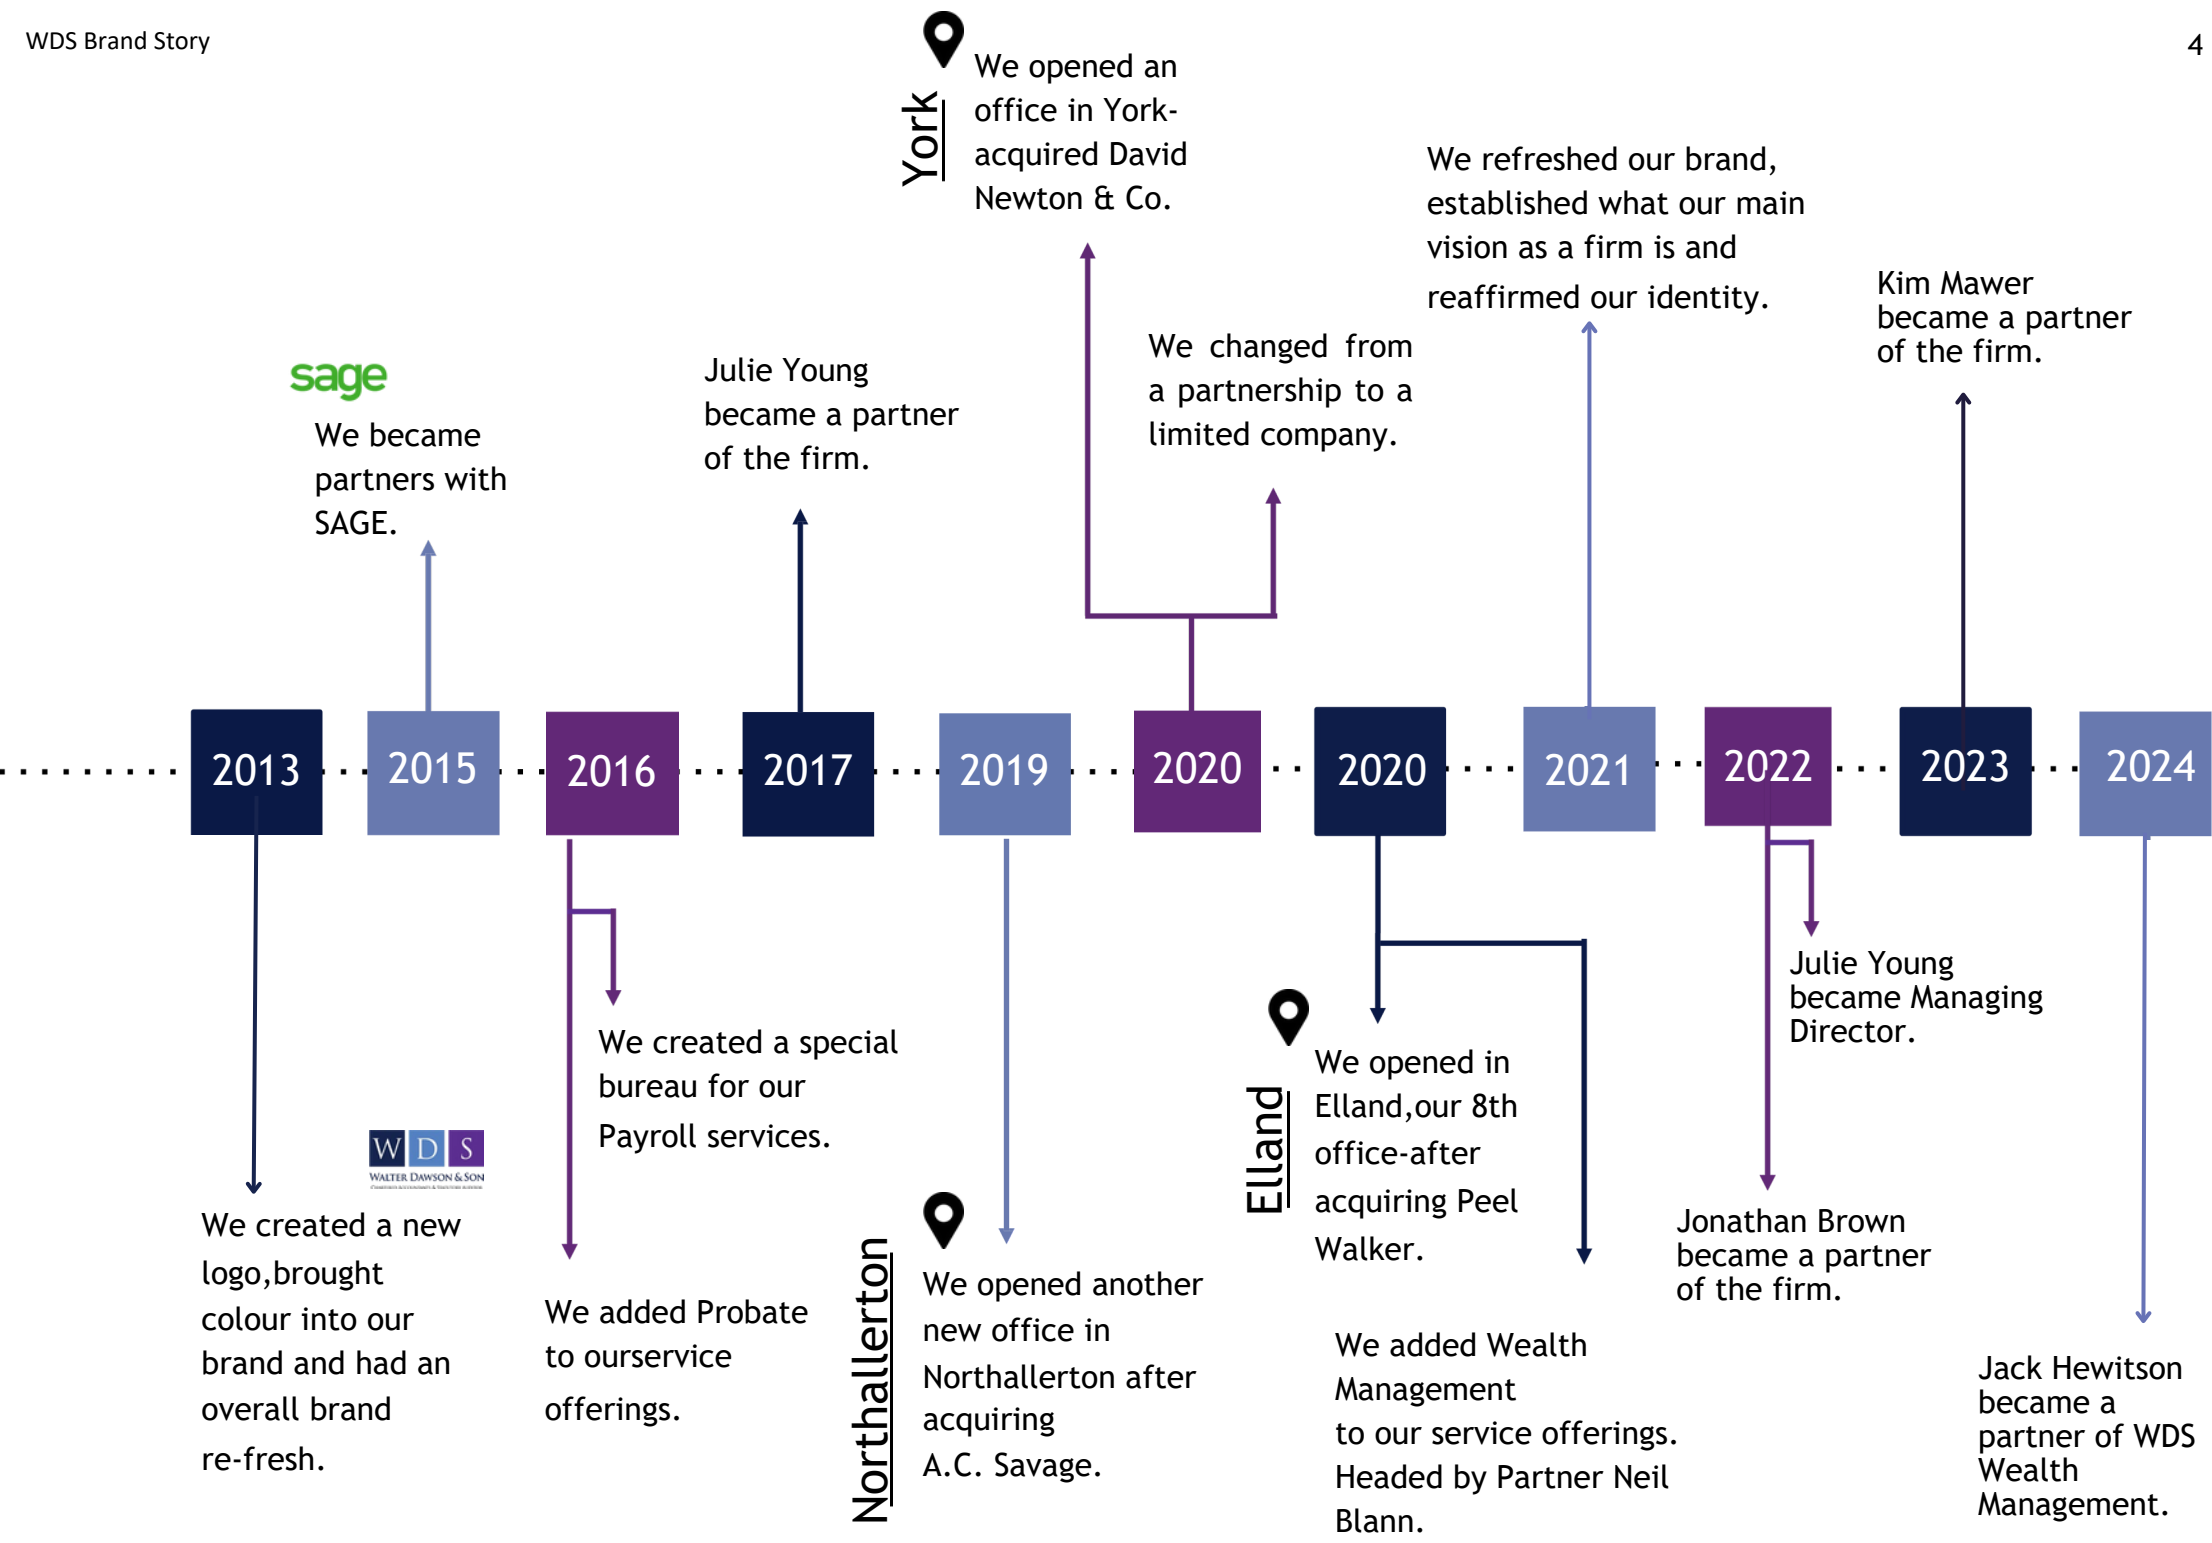 WDS Brand Story
4
York
We opened an
office in York-
acquired David
Newton & Co.
We refreshed our brand,
established what our main
vision as a firm is and
reaffirmed our identity.
Kim Mawer
became a partner
of the firm.
We changed from
a partnership to a
limited company.
sage
We became
partners with
SAGE.
Julie Young
became a partner
of the firm.
2013
2015
2016
2017
2019
2020
2020
2021
2022
2023
2024
Julie Young
became Managing
Director.
We created a special
bureau for our
Payroll services.
Elland
We opened in
Elland,our 8th
office-after
acquiring Peel
Walker.
W D S
WALTER DAWSON & SON
We created a new
logo,brought
colour into our
brand and had an
overall brand
re-fresh.
We added Probate
to ourservice
offerings.
Northallerton
We opened another
new office in
Northallerton after
acquiring
A.C. Savage.
Jonathan Brown
became a partner
of the firm.
We added Wealth
Management
to our service offerings.
Headed by Partner Neil
Blann.
Jack Hewitson
became a
partner of WDS
Wealth
Management.